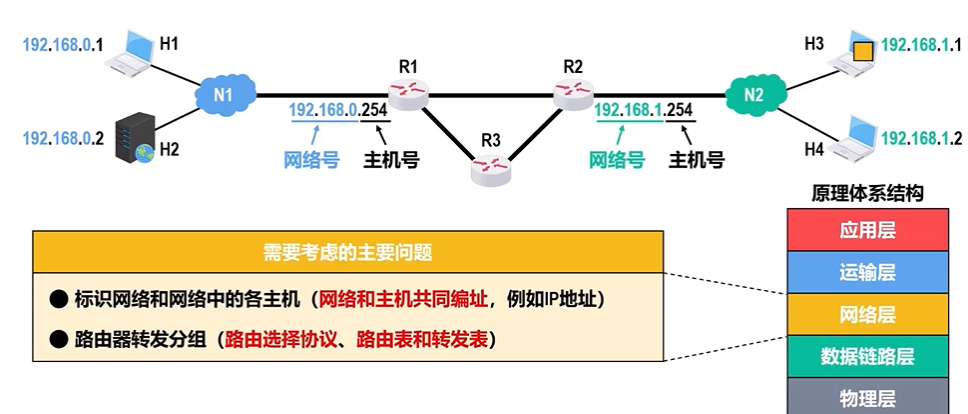 192.168.0.1
H1
192.168.0.2
H2
N1
R1
192.168.0.254
网络号
主机号
R2
R3
192.168.1.254
网络号
主机号
N2
H3
192.168.1.1
H4
192.168.1.2
原理体系结构
应用层
运输层
网络层
数据链路层
物理层
需要考虑的主要问题
● 标识网络和网络中的各主机（网络和主机共同编址，例如IP地址）
● 路由器转发分组（路由选择协议、路由表和转发表）